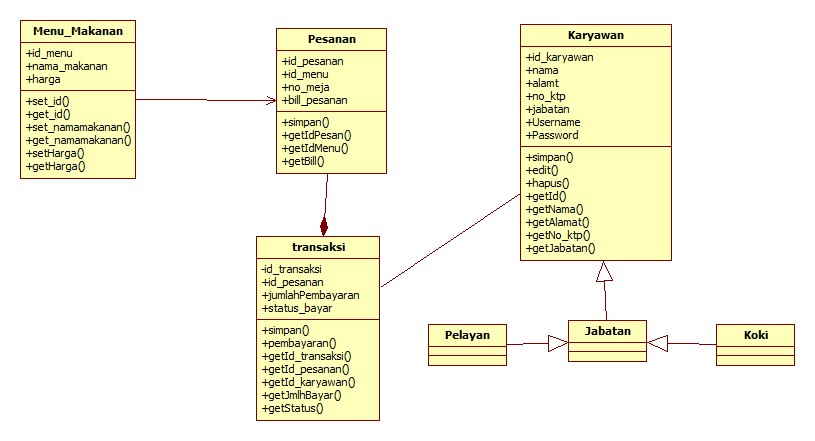 Menu_Makanan
+id_menu
+nama_makanan
+harga
+set_id()
+get_id()
+set_namamakanan()
+get_namamakanan()
+setHarga()
+getHarga()
Pesanan
+id_pesanan
+id_menu
+no_meja
+bill_pesanan
+simpan()
+getIdPesan()
+getIdMenu()
+getBill()
Karyawan
+id_karyawan
+nama
+alamt
+no_ktp
+jabatan
+Username
+Password
+simpan()
+edit()
+hapus()
+getId()
+getNama()
+getAlamat()
+getNo_ktp()
+getJabatan()
transaksi
-id_transaksi
+id_pesanan
+jumlahPembayaran
+status_bayar
+simpan()
+pembayaran()
+getId_transaksi()
+getId_pesanan()
+getId_karyawan()
+getJmlhBayar()
+getStatus()
Pelayan
Jabatan
Koki